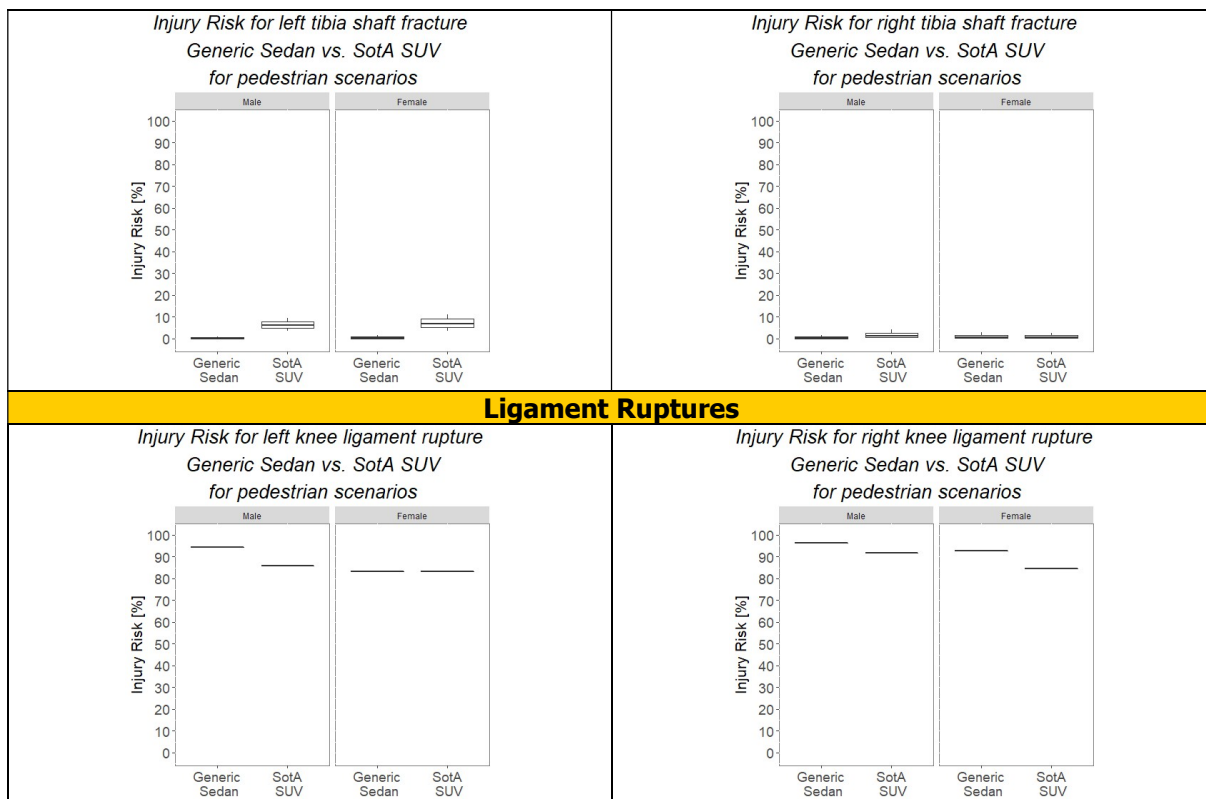 Injury Risk for left tibia shaft fracture
Generic Sedan vs. SotA SUV
for pedestrian scenarios
Male
Female
Injury Risk [%]
100
90
80
70
60
50
40
30
20
10
0
Generic Sedan
SotA SUV
Generic Sedan
SotA SUV
Injury Risk for right tibia shaft fracture
Generic Sedan vs. SotA SUV
for pedestrian scenarios
Male
Female
Injury Risk [%]
100
90
80
70
60
50
40
30
20
10
0
Generic Sedan
SotA SUV
Generic Sedan
SotA SUV
Ligament Ruptures
Injury Risk for left knee ligament rupture
Generic Sedan vs. SotA SUV
for pedestrian scenarios
Male
Female
Injury Risk [%]
100
90
80
70
60
50
40
30
20
10
0
Generic Sedan
SotA SUV
Generic Sedan
SotA SUV
Injury Risk for right knee ligament rupture
Generic Sedan vs. SotA SUV
for pedestrian scenarios
Male
Female
Injury Risk [%]
100
90
80
70
60
50
40
30
20
10
0
Generic Sedan
SotA SUV
Generic Sedan
SotA SUV